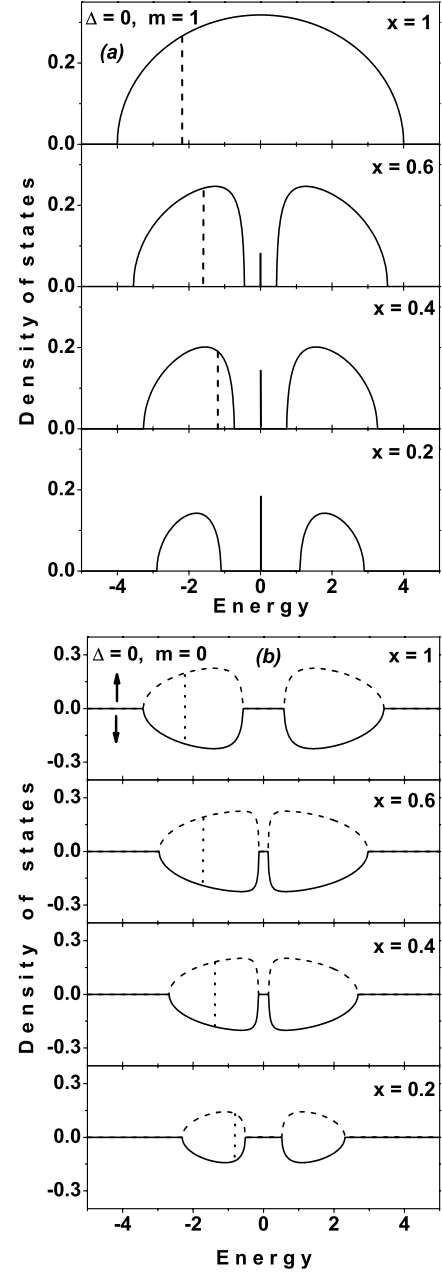 Δ = 0, m = 1
(a)
x = 1
0.2
0.0
x = 0.6
0.2
0.0
x = 0.4
0.2
0.0
x = 0.2
0.2
0.0
-4 -2 0 2 4
Energy
Density of states
Δ = 0, m = 0 (b) x = 1
0.3
0.0
-0.3
x = 0.6
0.3
0.0
-0.3
x = 0.4
0.3
0.0
-0.3
x = 0.2
0.3
0.0
-0.3
-4 -2 0 2 4
Energy
Density of states